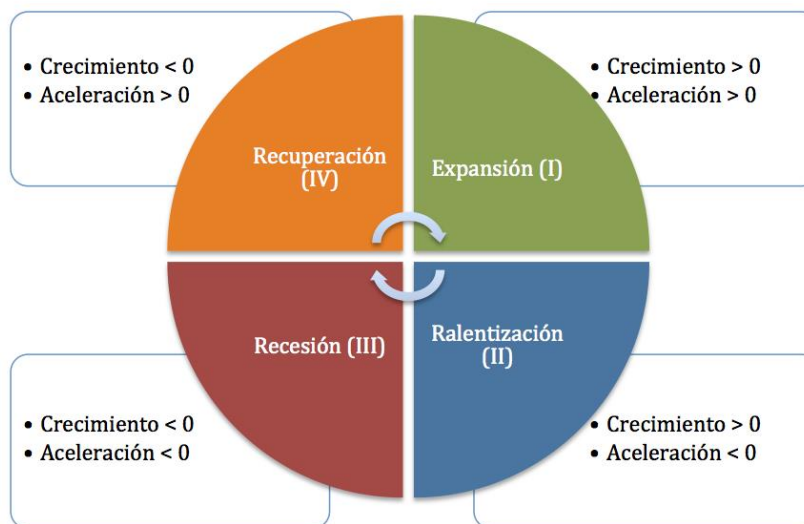 • Crecimiento < 0
• Aceleración > 0
• Crecimiento > 0
• Aceleración > 0
Recuperación
(IV)
Expansión (I)
Recesión (III)
Ralentización
(II)
• Crecimiento < 0
• Aceleración < 0
• Crecimiento > 0
• Aceleración < 0